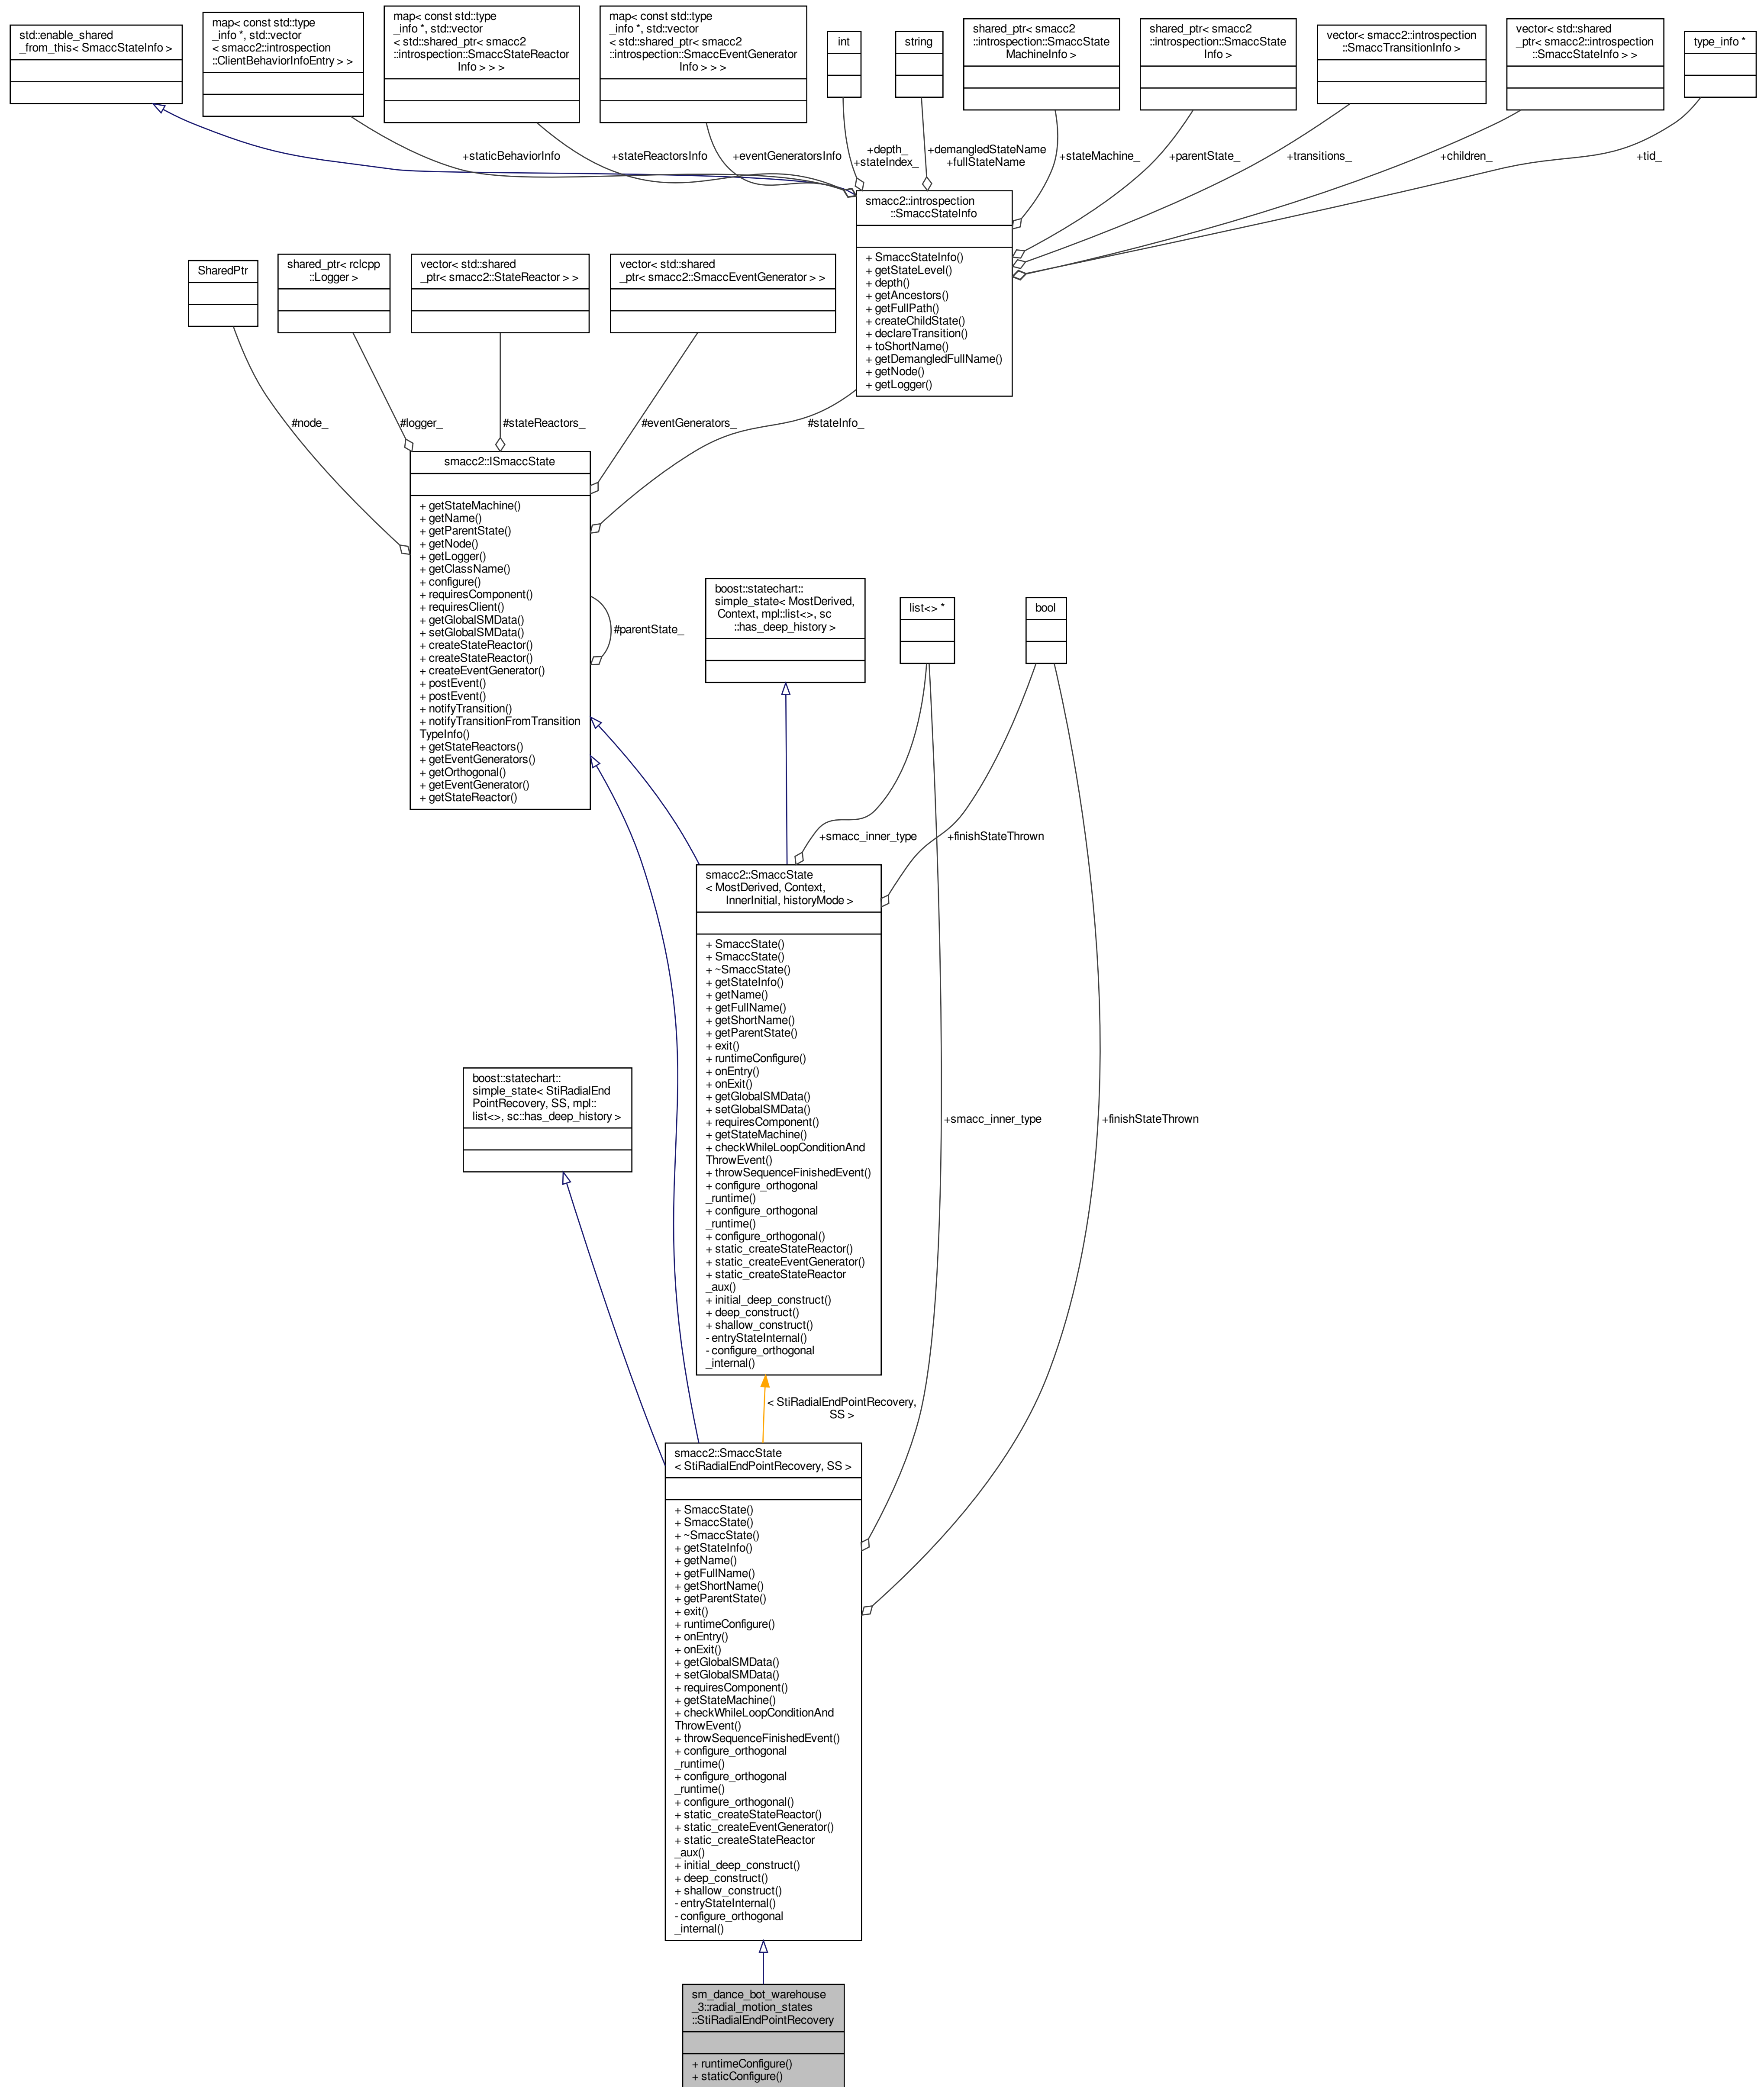 std::enable_shared
_from_this< SmaccStateInfo >
map< const std::type
_info *, std::vector
< smacc2::introspection
::ClientBehaviorInfoEntry > >
map< const std::type
_info *, std::vector
< std::shared_ptr< smacc2
::introspection::SmaccStateReactor
Info > > >
map< const std::type
_info *, std::vector
< std::shared_ptr< smacc2
::introspection::SmaccEventGenerator
Info > > >
int
string
shared_ptr< smacc2
::introspection::SmaccState
MachineInfo >
shared_ptr< smacc2
::introspection::SmaccState
Info >
vector< smacc2::introspection
::SmaccTransitionInfo >
vector< std::shared
_ptr< smacc2::introspection
::SmaccStateInfo > >
type_info *
+staticBehaviorInfo
+stateReactorsInfo
+eventGeneratorsInfo
+depth_
+stateIndex_
+demangledStateName
+fullStateName
+stateMachine_
+parentState_
+transitions_
+children_
+tid_
smacc2::introspection
::SmaccStateInfo
+ SmaccStateInfo()
+ getStateLevel()
+ depth()
+ getAncestors()
+ getFullPath()
+ createChildState()
+ declareTransition()
+ toShortName()
+ getDemangledFullName()
+ getNode()
+ getLogger()
SharedPtr
shared_ptr< rclcpp
::Logger >
vector< std::shared
_ptr< smacc2::StateReactor > >
vector< std::shared
_ptr< smacc2::SmaccEventGenerator > >
#node_
#logger_
#stateReactors_
#eventGenerators_
#stateInfo_
smacc2::ISmaccState
+ getStateMachine()
+ getName()
+ getParentState()
+ getNode()
+ getLogger()
+ getClassName()
+ configure()
+ requiresComponent()
+ requiresClient()
+ getGlobalSMData()
+ setGlobalSMData()
+ createStateReactor()
+ createStateReactor()
+ createEventGenerator()
+ postEvent()
+ postEvent()
+ notifyTransition()
+ notifyTransitionFromTransition
TypeInfo()
+ getStateReactors()
+ getEventGenerators()
+ getOrthogonal()
+ getEventGenerator()
+ getStateReactor()
#parentState_
boost::statechart::
simple_state< MostDerived,
Context, mpl::list<>, sc
::has_deep_history >
list<> *
bool
+smacc_inner_type
+finishStateThrown
smacc2::SmaccState
< MostDerived, Context,
InnerInitial, historyMode >
+ SmaccState()
+ SmaccState()
+ ~SmaccState()
+ getStateInfo()
+ getName()
+ getFullName()
+ getShortName()
+ getParentState()
+ exit()
+ runtimeConfigure()
+ onEntry()
+ onExit()
+ getGlobalSMData()
+ setGlobalSMData()
+ requiresComponent()
+ getStateMachine()
+ checkWhileLoopConditionAnd
ThrowEvent()
+ throwSequenceFinishedEvent()
+ configure_orthogonal
_runtime()
+ configure_orthogonal
_runtime()
+ configure_orthogonal()
+ static_createStateReactor()
+ static_createEventGenerator()
+ static_createStateReactor
_aux()
+ initial_deep_construct()
+ deep_construct()
+ shallow_construct()
- entryStateInternal()
- configure_orthogonal
_internal()
boost::statechart::
simple_state< StiRadialEnd
PointRecovery, SS, mpl::
list<>, sc::has_deep_history >
+smacc_inner_type
+finishStateThrown
< StiRadialEndPointRecovery,
SS >
smacc2::SmaccState
< StiRadialEndPointRecovery, SS >
+ SmaccState()
+ SmaccState()
+ ~SmaccState()
+ getStateInfo()
+ getName()
+ getFullName()
+ getShortName()
+ getParentState()
+ exit()
+ runtimeConfigure()
+ onEntry()
+ onExit()
+ getGlobalSMData()
+ setGlobalSMData()
+ requiresComponent()
+ getStateMachine()
+ checkWhileLoopConditionAnd
ThrowEvent()
+ throwSequenceFinishedEvent()
+ configure_orthogonal
_runtime()
+ configure_orthogonal
_runtime()
+ configure_orthogonal()
+ static_createStateReactor()
+ static_createEventGenerator()
+ static_createStateReactor
_aux()
+ initial_deep_construct()
+ deep_construct()
+ shallow_construct()
- entryStateInternal()
- configure_orthogonal
_internal()
sm_dance_bot_warehouse
_3::radial_motion_states
::StiRadialEndPointRecovery
+ runtimeConfigure()
+ staticConfigure()